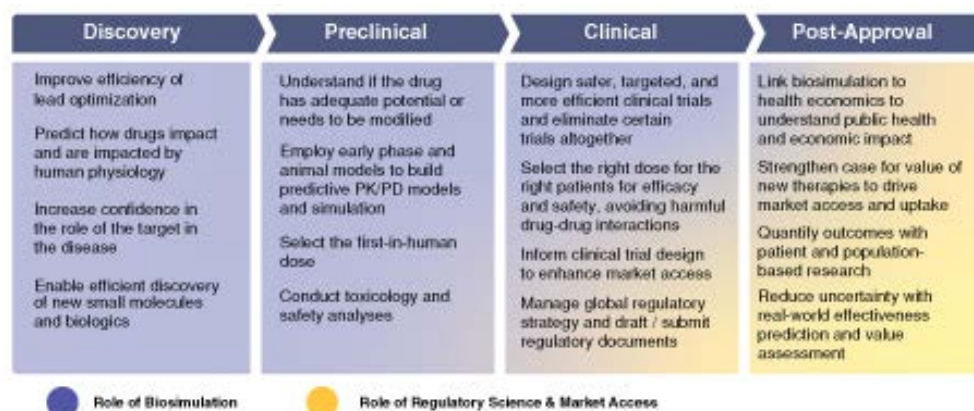 Discovery
Preclinical
Clinical
Post-Approval
Improve efficiency of
lead optimization
Predict how drugs impact
and are impacted by
human physiology
Increase confidence in
the role of the target in
the disease
Enable efficient discovery
of new small molecules
and biologics
Understand if the drug
has adequate potential or
needs to be modified
Employ early phase and
animal models to build
predictive PK/PD models
and simulation
Select the first-in-human
dose
Conduct toxicology and
safety analyses
Design safer, targeted, and
more efficient clinical trials
and eliminate certain
trials altogether
Select the right dose for the
right patients for efficacy
and safety, avoiding harmful
drug-drug interactions
Inform clinical trial design
to enhance market access
Manage global regulatory
strategy and draft / submit
regulatory documents
Link biosimulation to
health economics to
understand public health
and economic impact
Strengthen case for value of
new therapies to drive
market access and uptake
Quantify outcomes with
patient and population-
based research
Reduce uncertainty with
real-world effectiveness
prediction and value
assessment
Role of Biosimulation
Role of Regulatory Science & Market Access